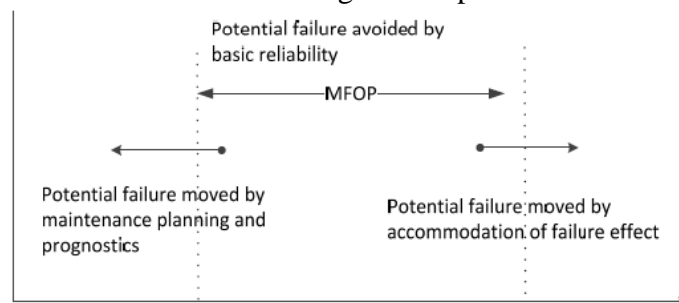 Potential failure avoided by
basic reliability
MFOP
Potential failure moved by
maintenance planning and
prognostics
Potential failure moved by
accommodation of failure effect